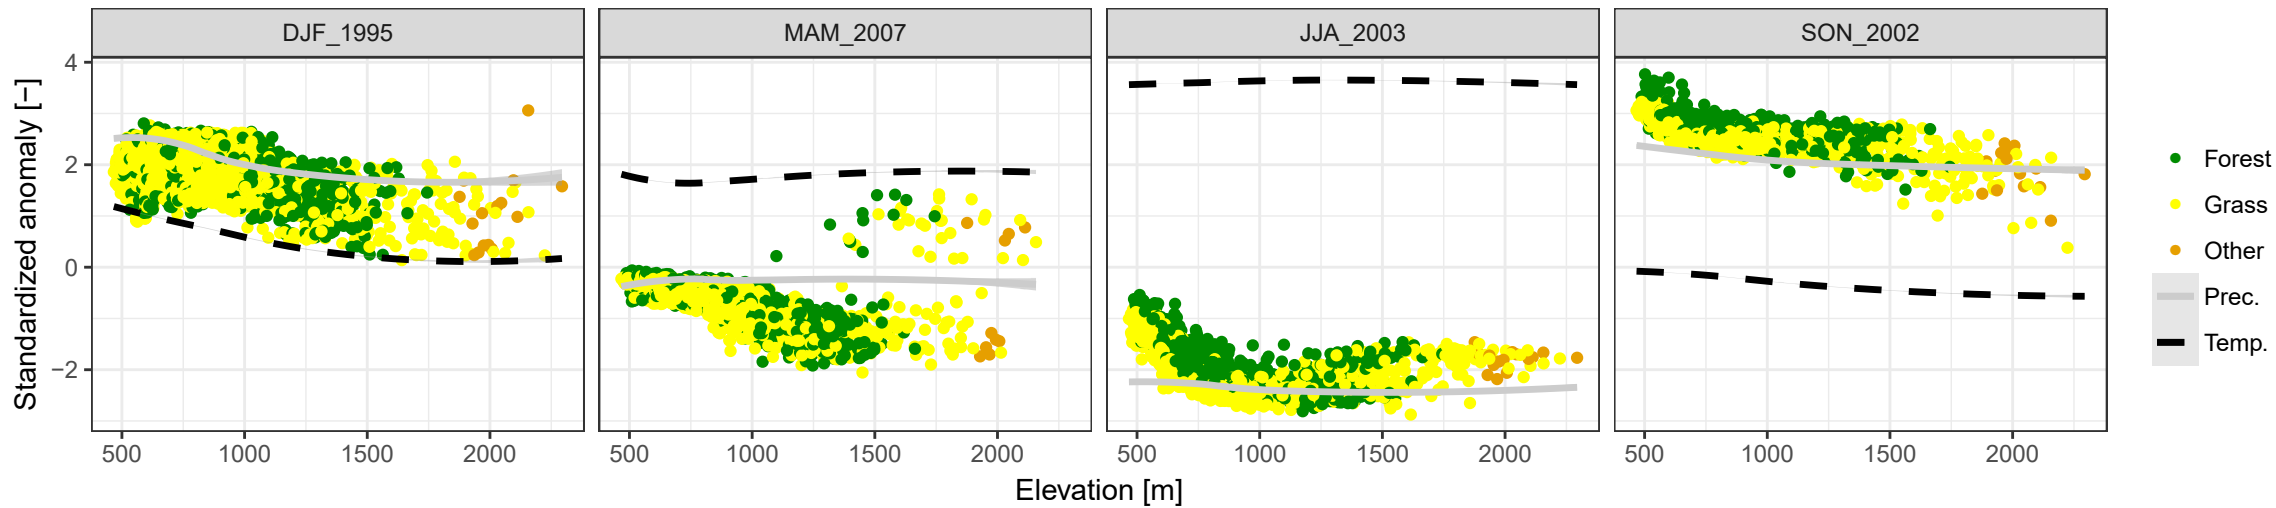 DJF_1995 MAM_2007 JJA_2003 SON_2002
Standardized anomaly [−]
4
2
0
−2
500 1000 1500 2000 500 1000 1500 2000 500 1000 1500 2000 500 1000 1500 2000
Elevation [m]
Forest
Grass
Other
Prec.
Temp.